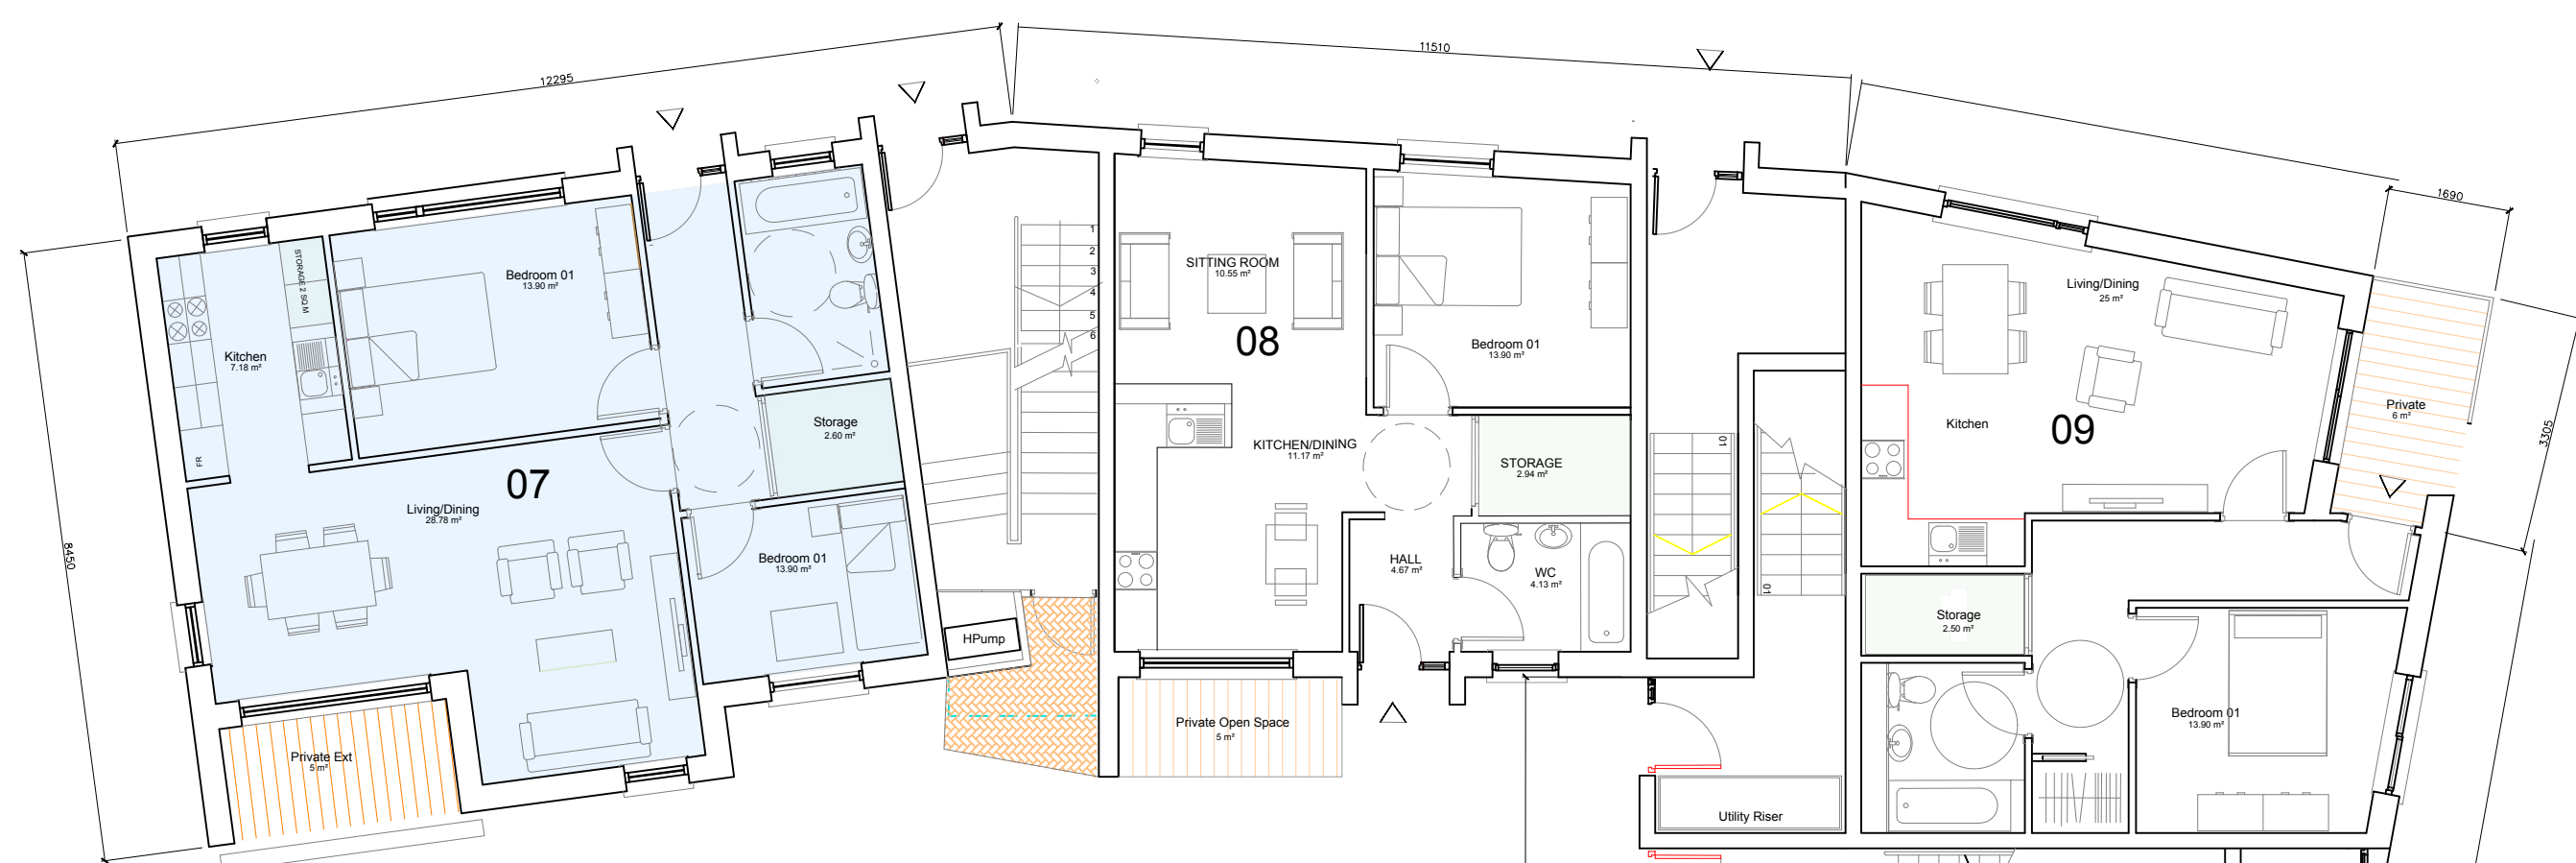 12295
11510
1690
3305
8450
Kitchen
7.18 m²
STORAGE 2 SQ M
FR
Bedroom 01
13.90 m²
Storage
2.60 m²
07
Living/Dining
28.78 m²
Bedroom 01
13.90 m²
Private Ext
5 m²
HPump
1
2
3
4
5
6
SITTING ROOM
10.55 m²
08
Bedroom 01
13.90 m²
KITCHEN/DINING
11.17 m²
STORAGE
2.94 m²
HALL
4.67 m²
WC
4.13 m²
Private Open Space
5 m²
01
01
Utility Riser
Living/Dining
25 m²
Kitchen
09
Private
6 m²
Storage
2.50 m²
Bedroom 01
13.90 m²